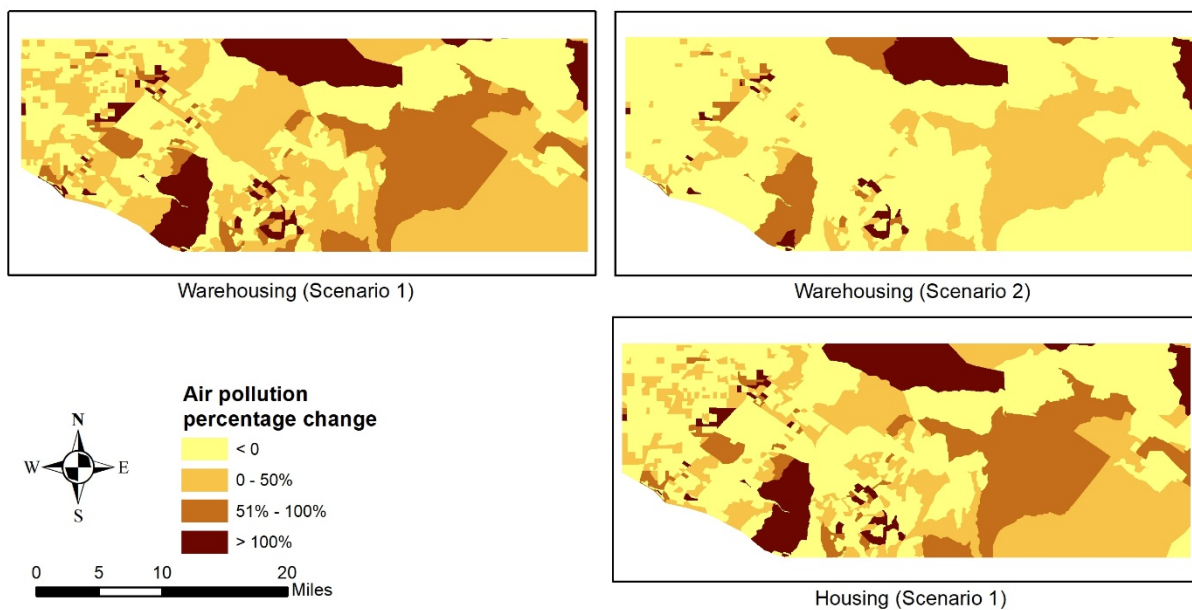 Warehousing (Scenario 1)
Warehousing (Scenario 2)
Air pollution
percentage change
< 0
0 - 50%
51% - 100%
> 100%
N
W E
S
0 5 10 20
Miles
Housing (Scenario 1)